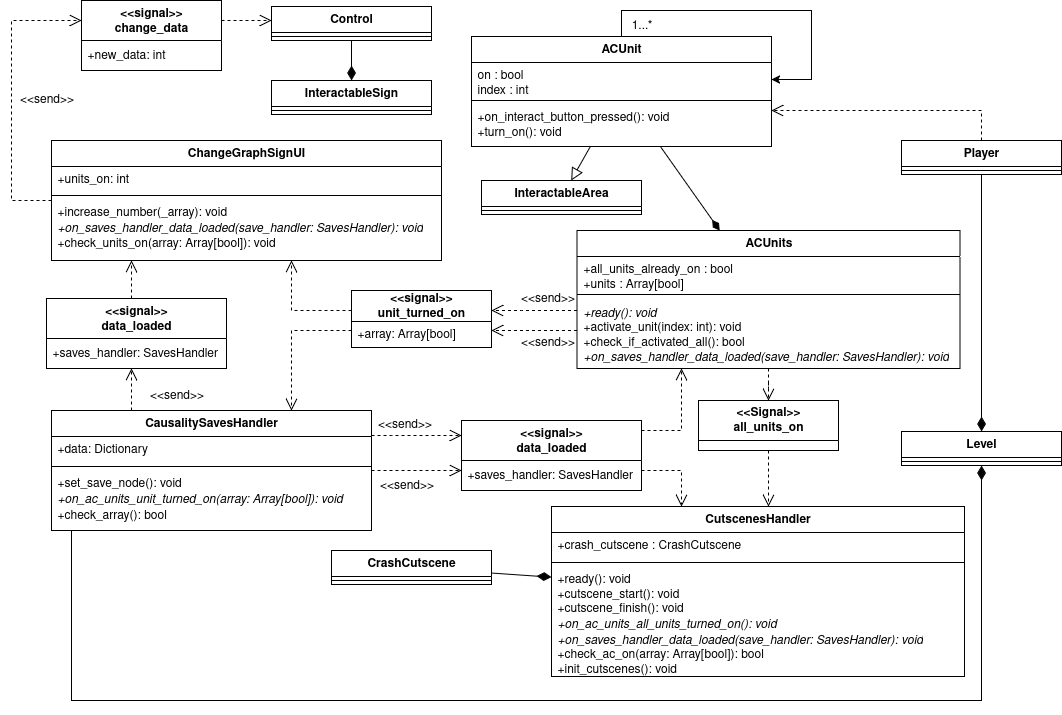 <<signal>>
change_data
+new_data: int
<<send>>
Control
InteractableSign
1...*
ACUnit
on : bool
index : int
+on_interact_button_pressed(): void
+turn_on(): void
Player
InteractableArea
ChangeGraphSignUI
+units_on: int
+increase_number(_array): void
+on_saves_handler_data_loaded(save_handler: SavesHandler): void
+check_units_on(array: Array[bool]): void
ACUnits
+all_units_already_on : bool
+units : Array[bool]
+ready(): void
+activate_unit(index: int): void
+check_if_activated_all(): bool
+on_saves_handler_data_loaded(save_handler: SavesHandler): void
<<send>>
<<send>>
<<signal>>
unit_turned_on
+array: Array[bool]
<<signal>>
data_loaded
+saves_handler: SavesHandler
<<send>>
CausalitySavesHandler
+data: Dictionary
+set_save_node(): void
+on_ac_units_unit_turned_on(array: Array[bool]): void
+check_array(): bool
<<send>>
<<send>>
<<signal>>
data_loaded
+saves_handler: SavesHandler
<<Signal>>
all_units_on
Level
CrashCutscene
CutscenesHandler
+crash_cutscene : CrashCutscene
+ready(): void
+cutscene_start(): void
+cutscene_finish(): void
+on_ac_units_all_units_turned_on(): void
+on_saves_handler_data_loaded(save_handler: SavesHandler): void
+check_ac_on(array: Array[bool]): bool
+init_cutscenes(): void